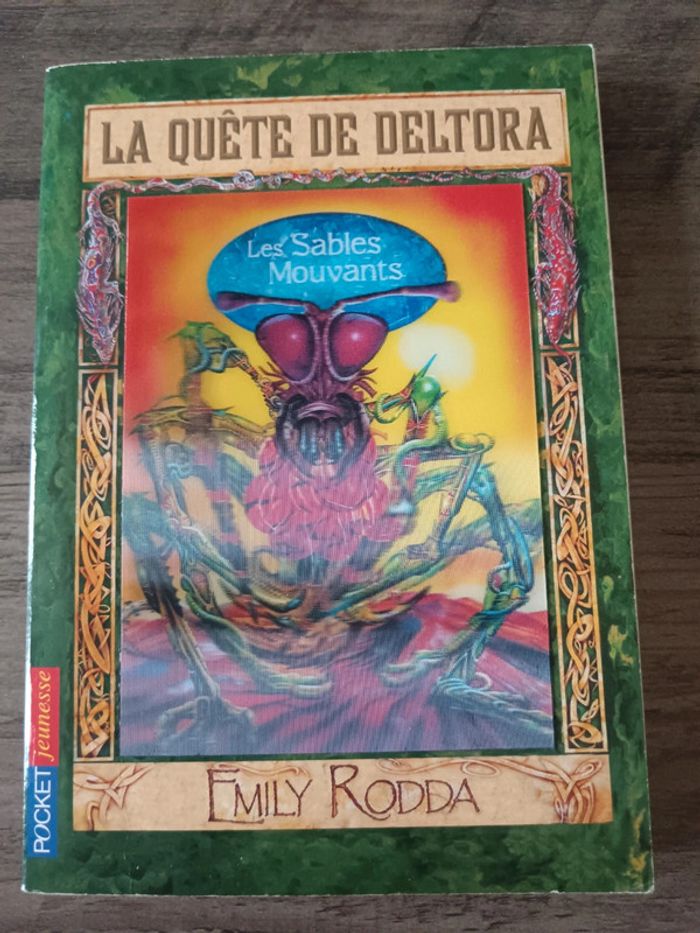 LA QUÊTE DE DELTORA
Les Sables
Mouvants
POCKET jeunesse
EMILY RODDA